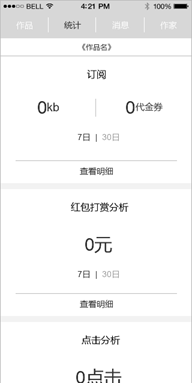 BELL 4:21 PM 100%
作品 统计 消息 作家
《作品名》
订阅
0kb 0代金券
7日 | 30日
查看明细
红包打赏分析
0元
7日 | 30日
查看明细
点击分析
0点击